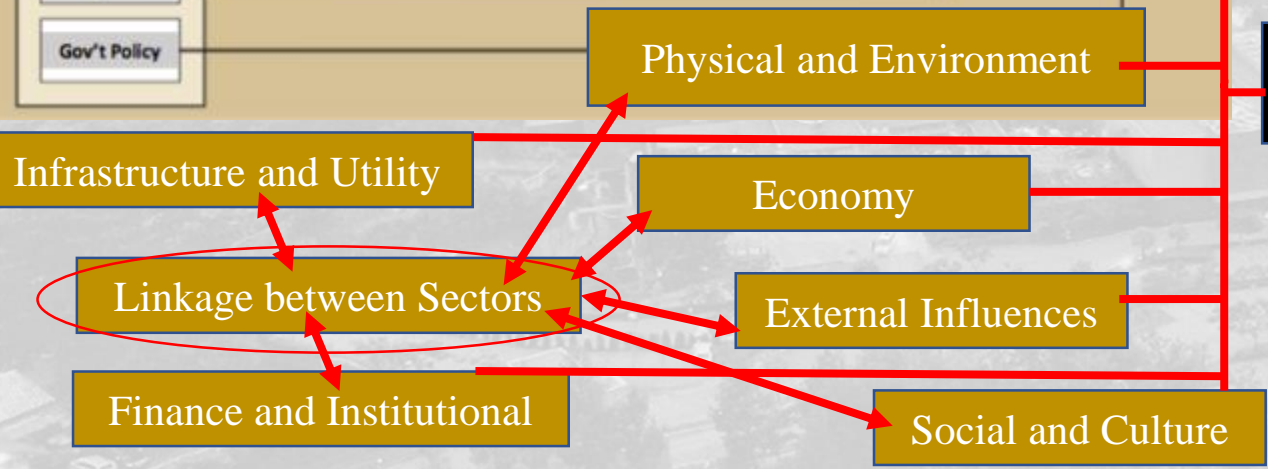 Gov't Policy
Physical and Environment
Infrastructure and Utility
Economy
Linkage between Sectors
External Influences
Finance and Institutional
Social and Culture